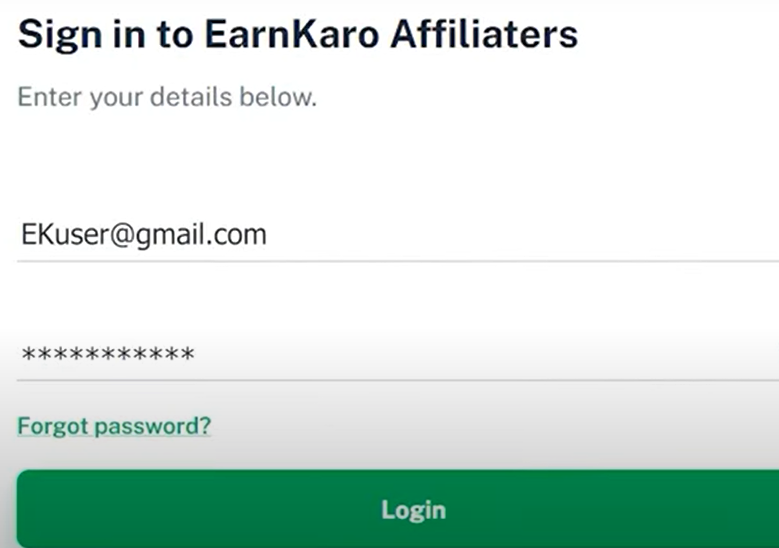 Sign in to EarnKaro Affiliaters
Enter your details below.
EKuser@gmail.com
***********
Forgot password?
Login